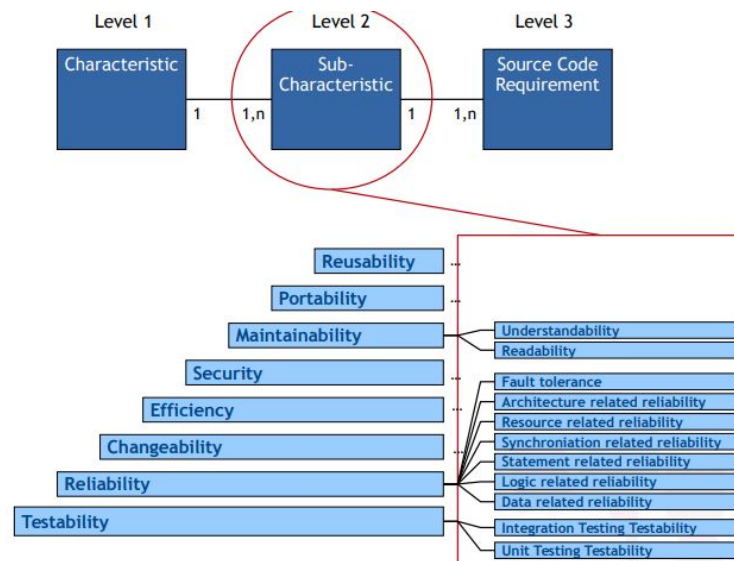 Level 1
Level 2
Level 3
Characteristic
Sub-
Characteristic
Source Code
Requirement
1
1,n
1
1,n
Reusability
...
Portability
...
Maintainability
Understandability
Readability
Security
...
Efficiency
...
Changeability
...
Reliability
Fault tolerance
Architecture related reliability
Resource related reliability
Synchroniation related reliability
Statement related reliability
Logic related reliability
Data related reliability
Testability
Integration Testing Testability
Unit Testing Testability